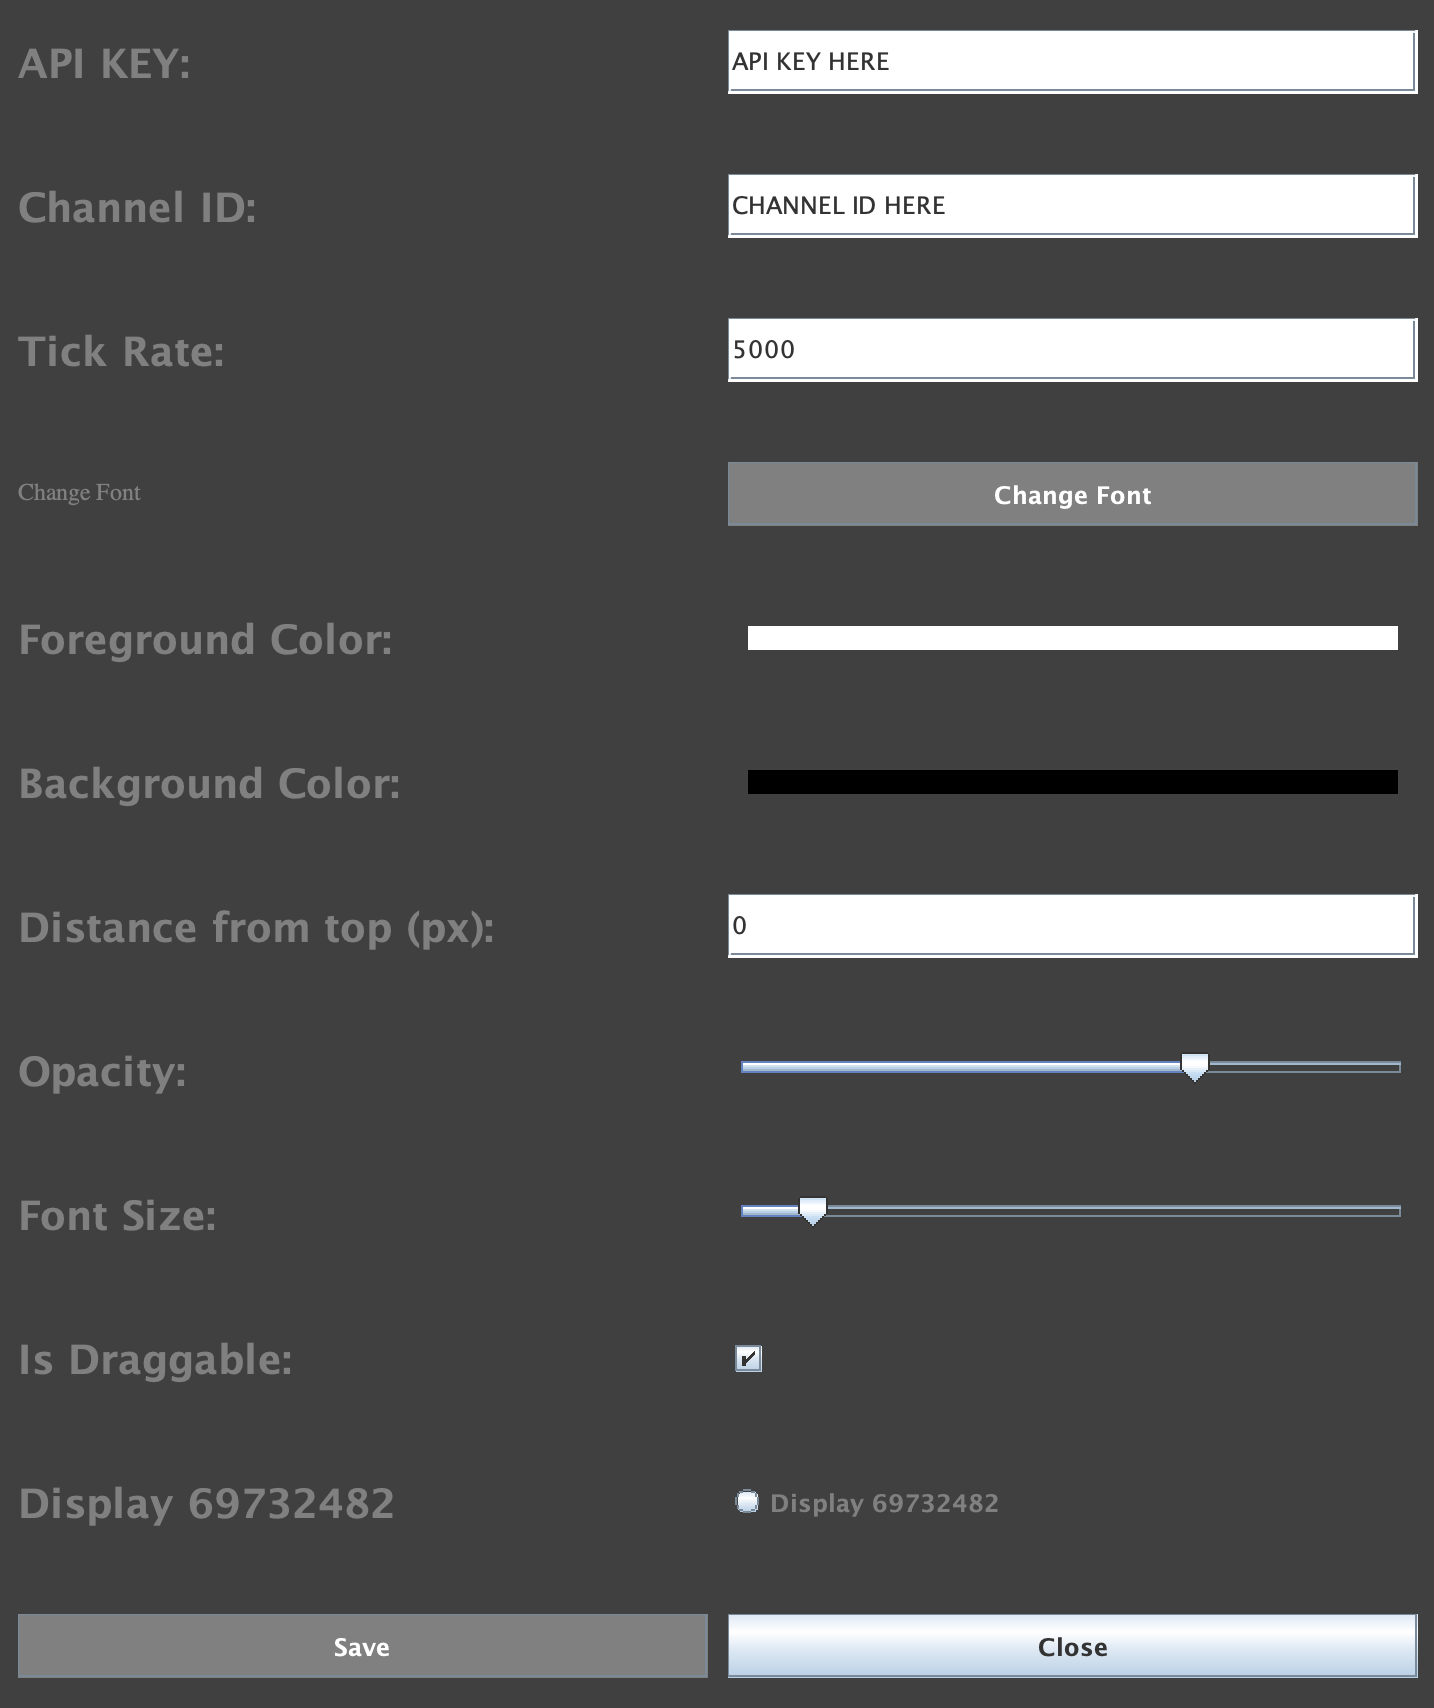 API KEY: API KEY HERE
Channel ID: CHANNEL ID HERE
Tick Rate: 5000
Change Font Change Font
Foreground Color:
Background Color:
Distance from top (px): 0
Opacity:
Font Size:
Is Draggable:
Display 69732482 Display 69732482
Save Close